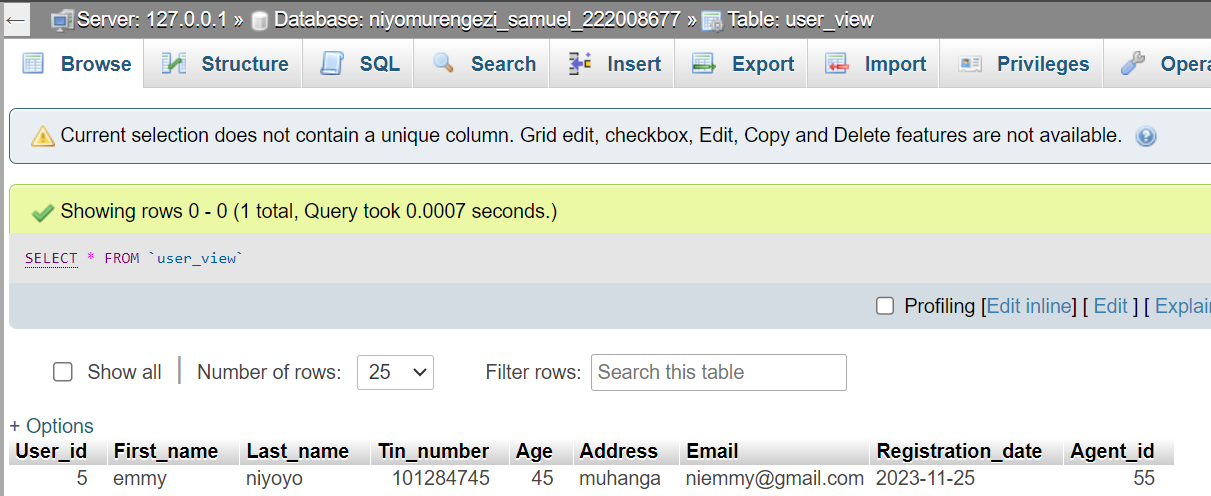 ← Server: 127.0.0.1 » Database: niyomurengezi_samuel_222008677 » Table: user_view
Browse Structure SQL Search Insert Export Import Privileges Opera
Current selection does not contain a unique column. Grid edit, checkbox, Edit, Copy and Delete features are not available.
Showing rows 0 - 0 (1 total, Query took 0.0007 seconds.)
SELECT * FROM `user_view`
Profiling [Edit inline] [ Edit ] [ Explai
Show all | Number of rows: 25 Filter rows: Search this table
+ Options
User_id First_name Last_name Tin_number Age Address Email Registration_date Agent_id
5 emmy niyoyo 101284745 45 muhanga niemmy@gmail.com 2023-11-25 55